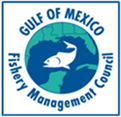 GULF OF MEXICO
Fishery Management Council